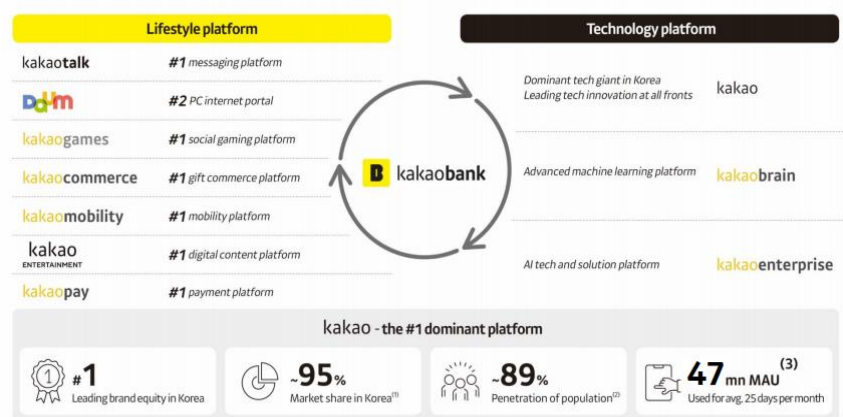 Lifestyle platform
kakaotalk
#1 messaging platform
Daum
#2 PC internet portal
kakaogames
#1 social gaming platform
kakaocommerce
#1 gift commerce platform
kakaomobility
#1 mobility platform
kakao
ENTERTAINMENT
#1 digital content platform
kakaopay
#1 payment platform
B kakaobank
Technology platform
Dominant tech giant in Korea
Leading tech innovation at all fronts
kakao
Advanced machine learning platform
kakaobrain
AI tech and solution platform
kakaoenterprise
kakao - the #1 dominant platform
1
#1
Leading brand equity in Korea
~95%
Market share in Korea(1)
~89%
Penetration of population(2)
47 mn MAU (3)
Used for avg. 25 days per month